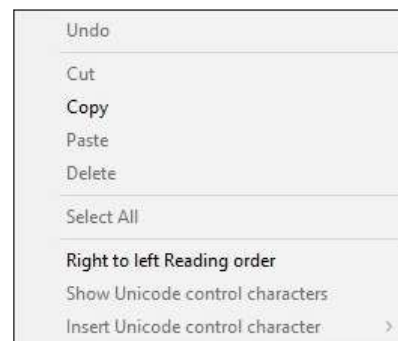 Undo
Cut
Copy
Paste
Delete
Select All
Right to left Reading order
Show Unicode control characters
Insert Unicode control character